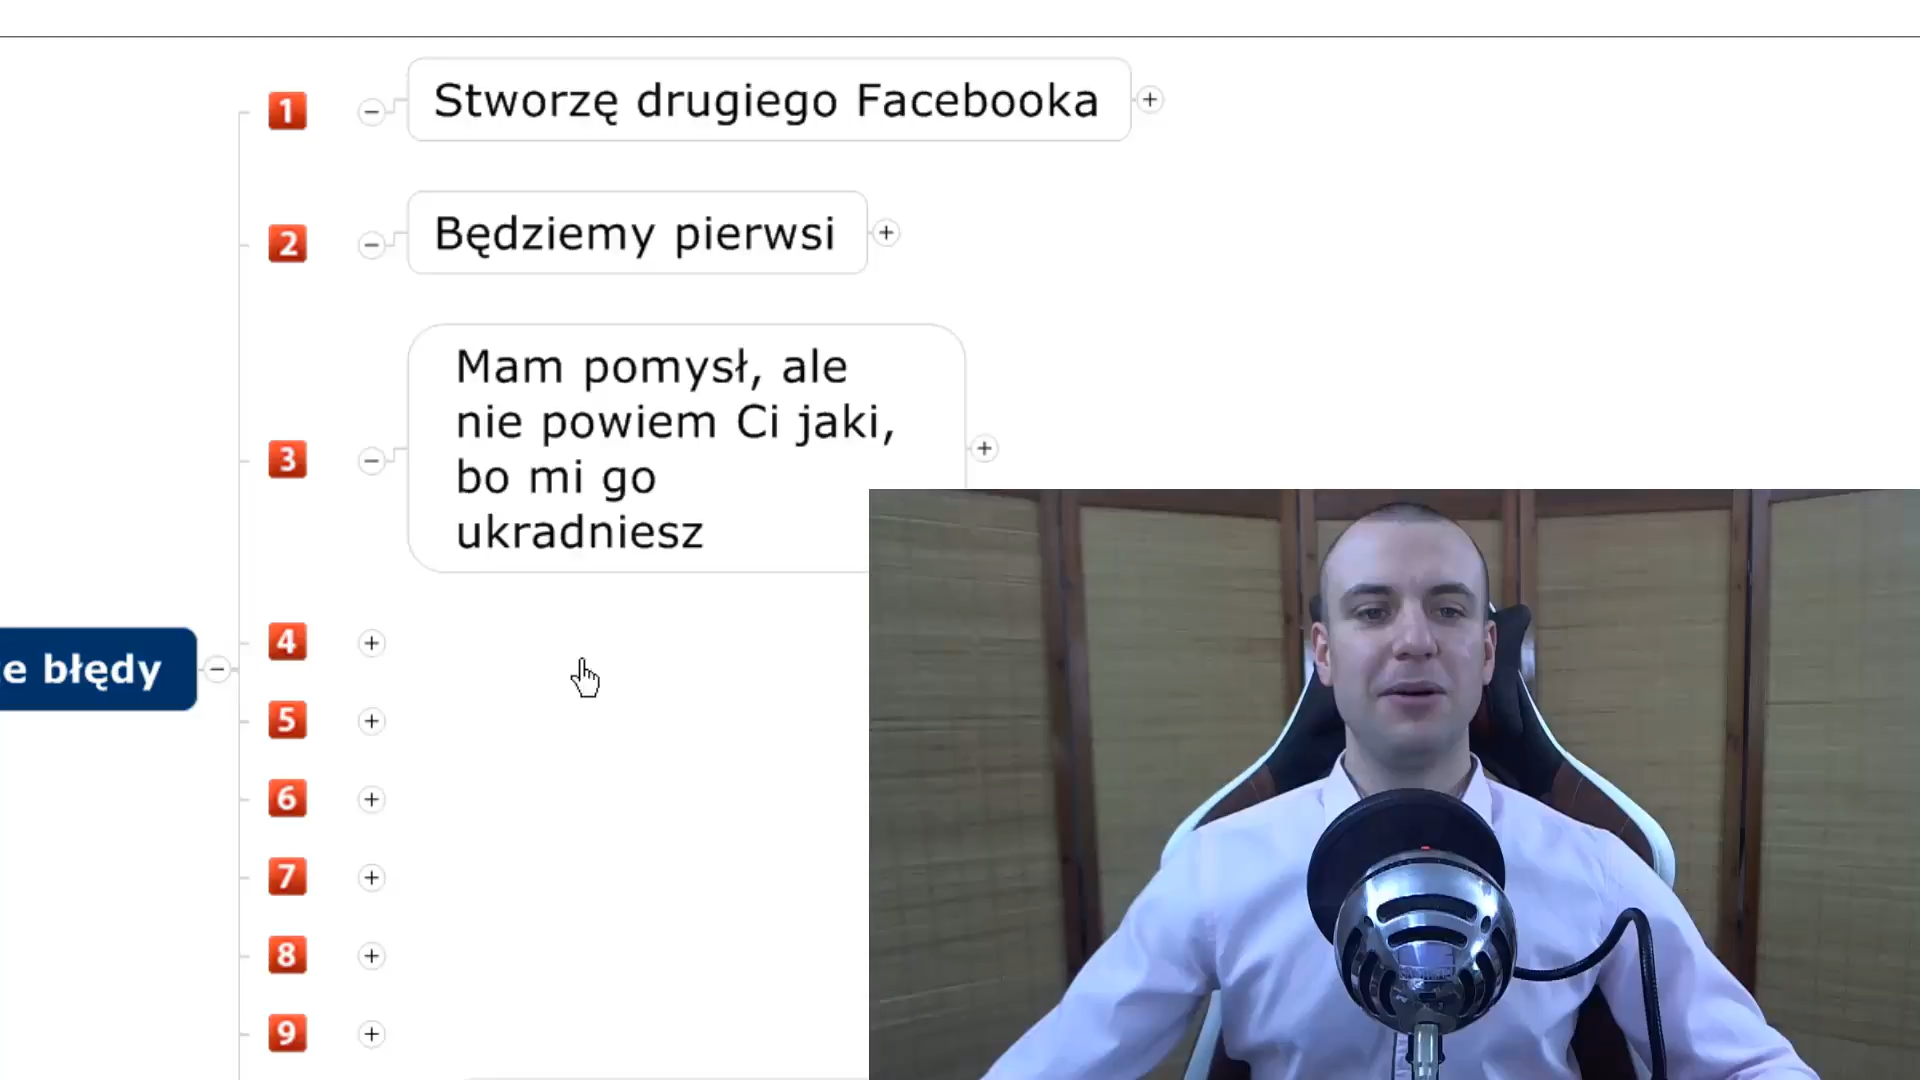 1
Stworzę drugiego Facebooka
2
Będziemy pierwsi
3
Mam pomysł, ale
nie powiem Ci jaki,
bo mi go
ukradniesz
4
e błędy
5
6
7
8
9